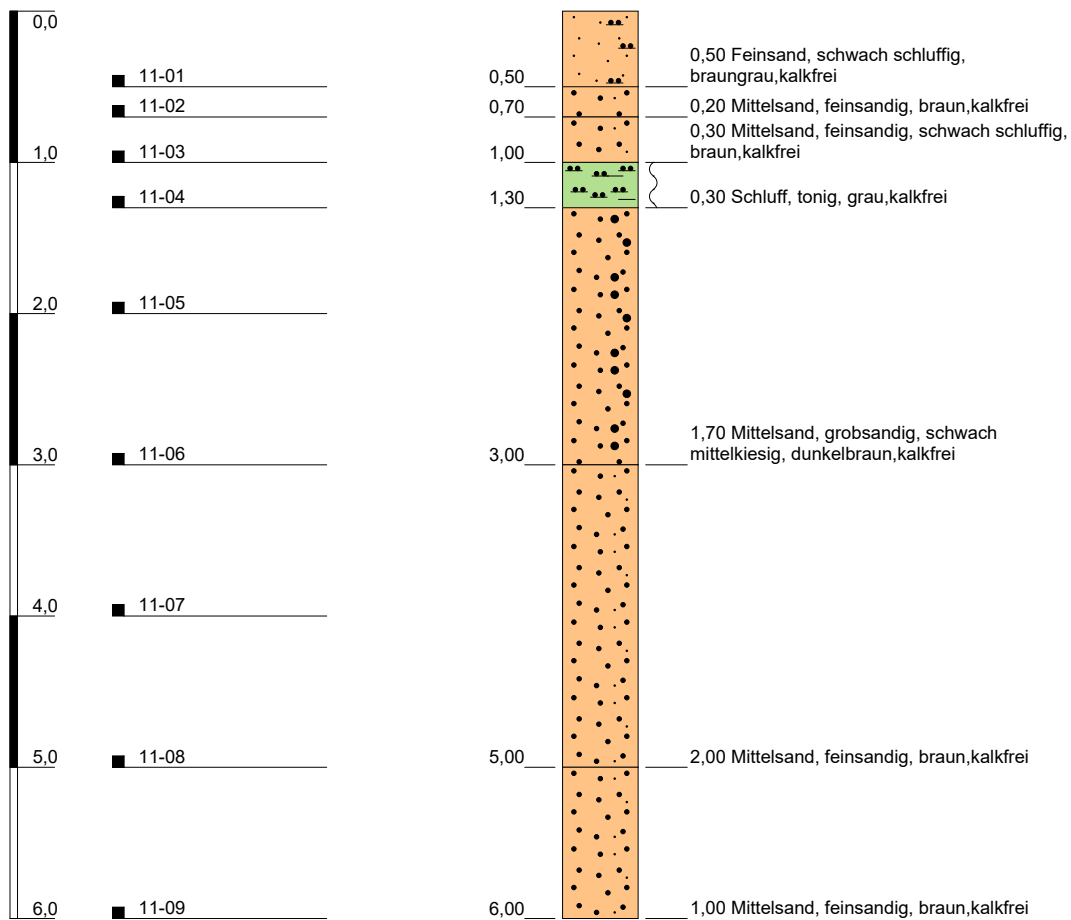 0,0
0,50 Feinsand, schwach schluffig,
braungrau,kalkfrei
11-01
0,50
11-02
0,70
0,20 Mittelsand, feinsandig, braun,kalkfrei
0,30 Mittelsand, feinsandig, schwach schluffig,
braun,kalkfrei
1,0
11-03
1,00
11-04
1,30
0,30 Schluff, tonig, grau,kalkfrei
2,0
11-05
1,70 Mittelsand, grobsandig, schwach
mittelkiesig, dunkelbraun,kalkfrei
3,0
11-06
3,00
4,0
11-07
5,0
11-08
5,00
2,00 Mittelsand, feinsandig, braun,kalkfrei
6,0
11-09
6,00
1,00 Mittelsand, feinsandig, braun,kalkfrei